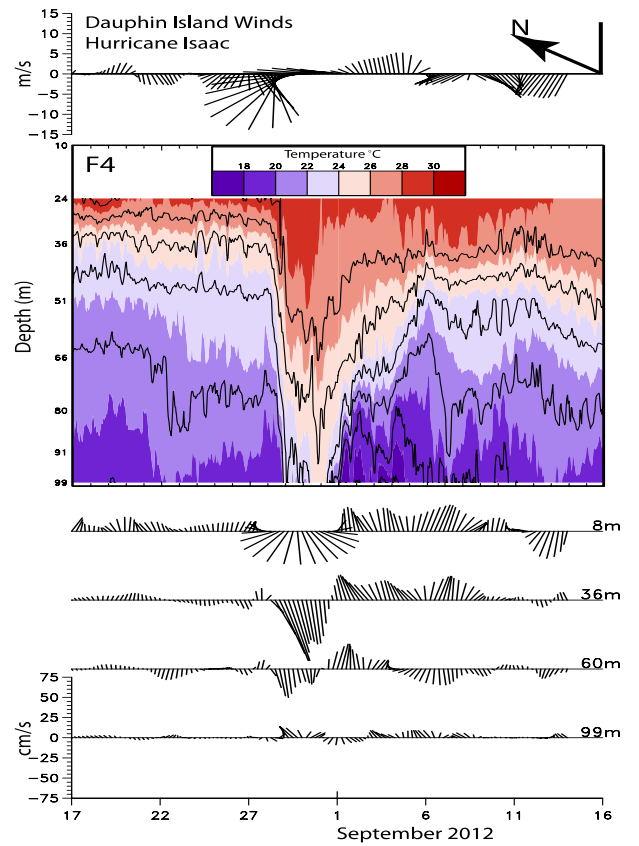 Dauphin Island Winds
Hurricane Isaac
N
15
10
5
0
−5
−10
−15
m/s
F4
Temperature °C
18 20 22 24 26 28 30
10
24
36
51
66
80
91
99
Depth (m)
8m
36m
60m
99m
75
50
25
0
−25
−50
−75
cm/s
17 22 27 1 6 11 16
September 2012